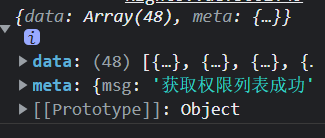 {data: Array(48), meta: {…}}
i
data: (48) [{…}, {…}, {…}, {.
meta: {msg: '获取权限列表成功'
[[Prototype]]: Object